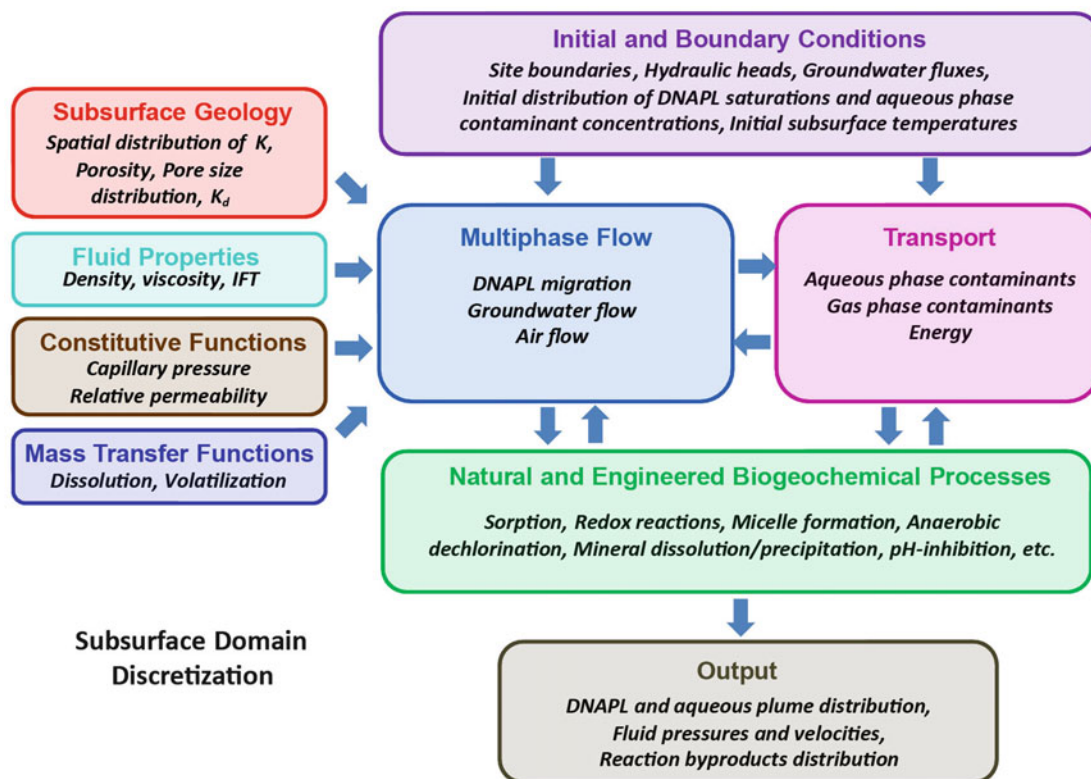 Initial and Boundary Conditions
Site boundaries, Hydraulic heads, Groundwater fluxes,
Initial distribution of DNAPL saturations and aqueous phase
contaminant concentrations, Initial subsurface temperatures
Subsurface Geology
Spatial distribution of K,
Porosity, Pore size
distribution, Kd
Fluid Properties
Density, viscosity, IFT
Constitutive Functions
Capillary pressure
Relative permeability
Mass Transfer Functions
Dissolution, Volatilization
Multiphase Flow
DNAPL migration
Groundwater flow
Air flow
Transport
Aqueous phase contaminants
Gas phase contaminants
Energy
Natural and Engineered Biogeochemical Processes
Sorption, Redox reactions, Micelle formation, Anaerobic
dechlorination, Mineral dissolution/precipitation, pH-inhibition, etc.
Subsurface Domain
Discretization
Output
DNAPL and aqueous plume distribution,
Fluid pressures and velocities,
Reaction byproducts distribution